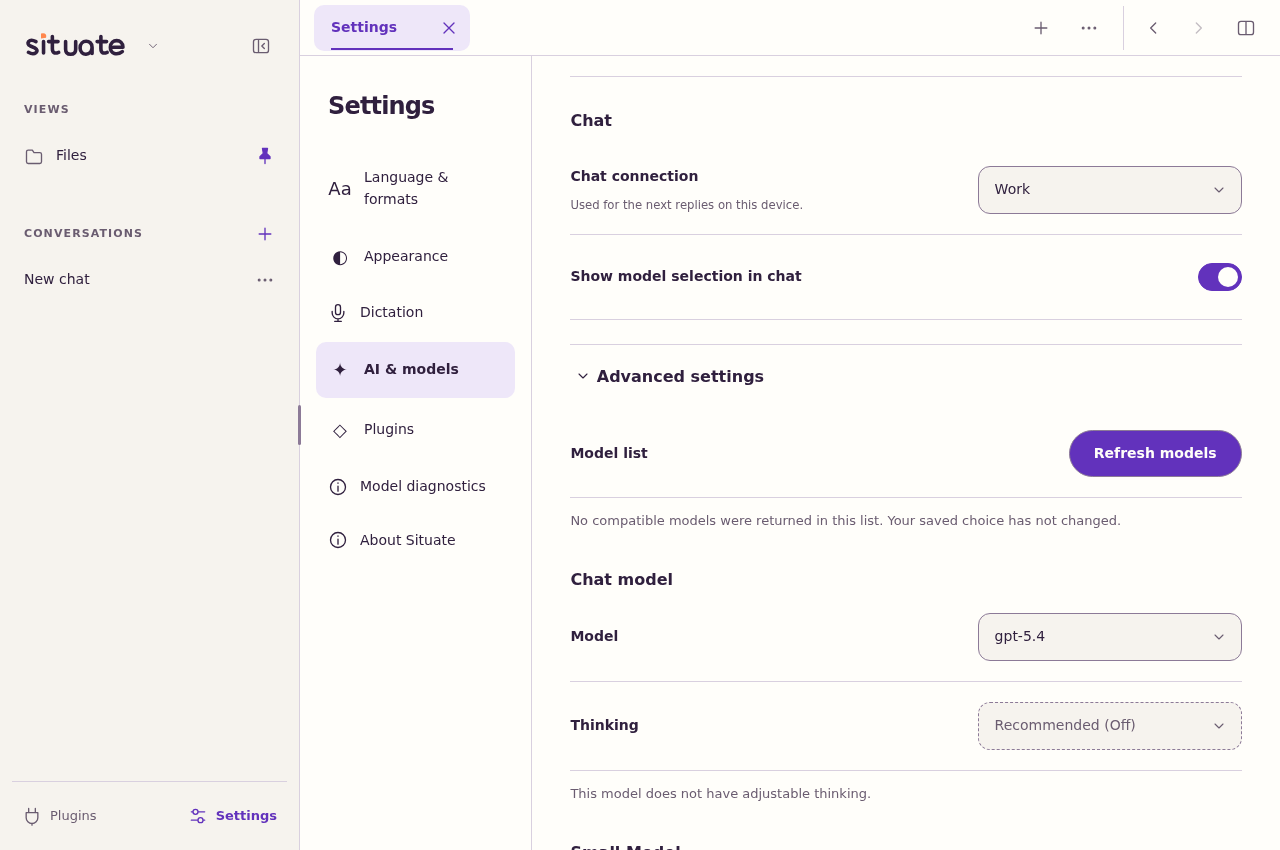 situate
VIEWS
Files
CONVERSATIONS
New chat
Plugins
Settings
Settings
Settings
Aa
Language &
formats
Appearance
Dictation
AI & models
Plugins
Model diagnostics
About Situate
Chat
Chat connection
Used for the next replies on this device.
Work
Show model selection in chat
Advanced settings
Model list
Refresh models
No compatible models were returned in this list. Your saved choice has not changed.
Chat model
Model
gpt-5.4
Thinking
Recommended (Off)
This model does not have adjustable thinking.
Small Model